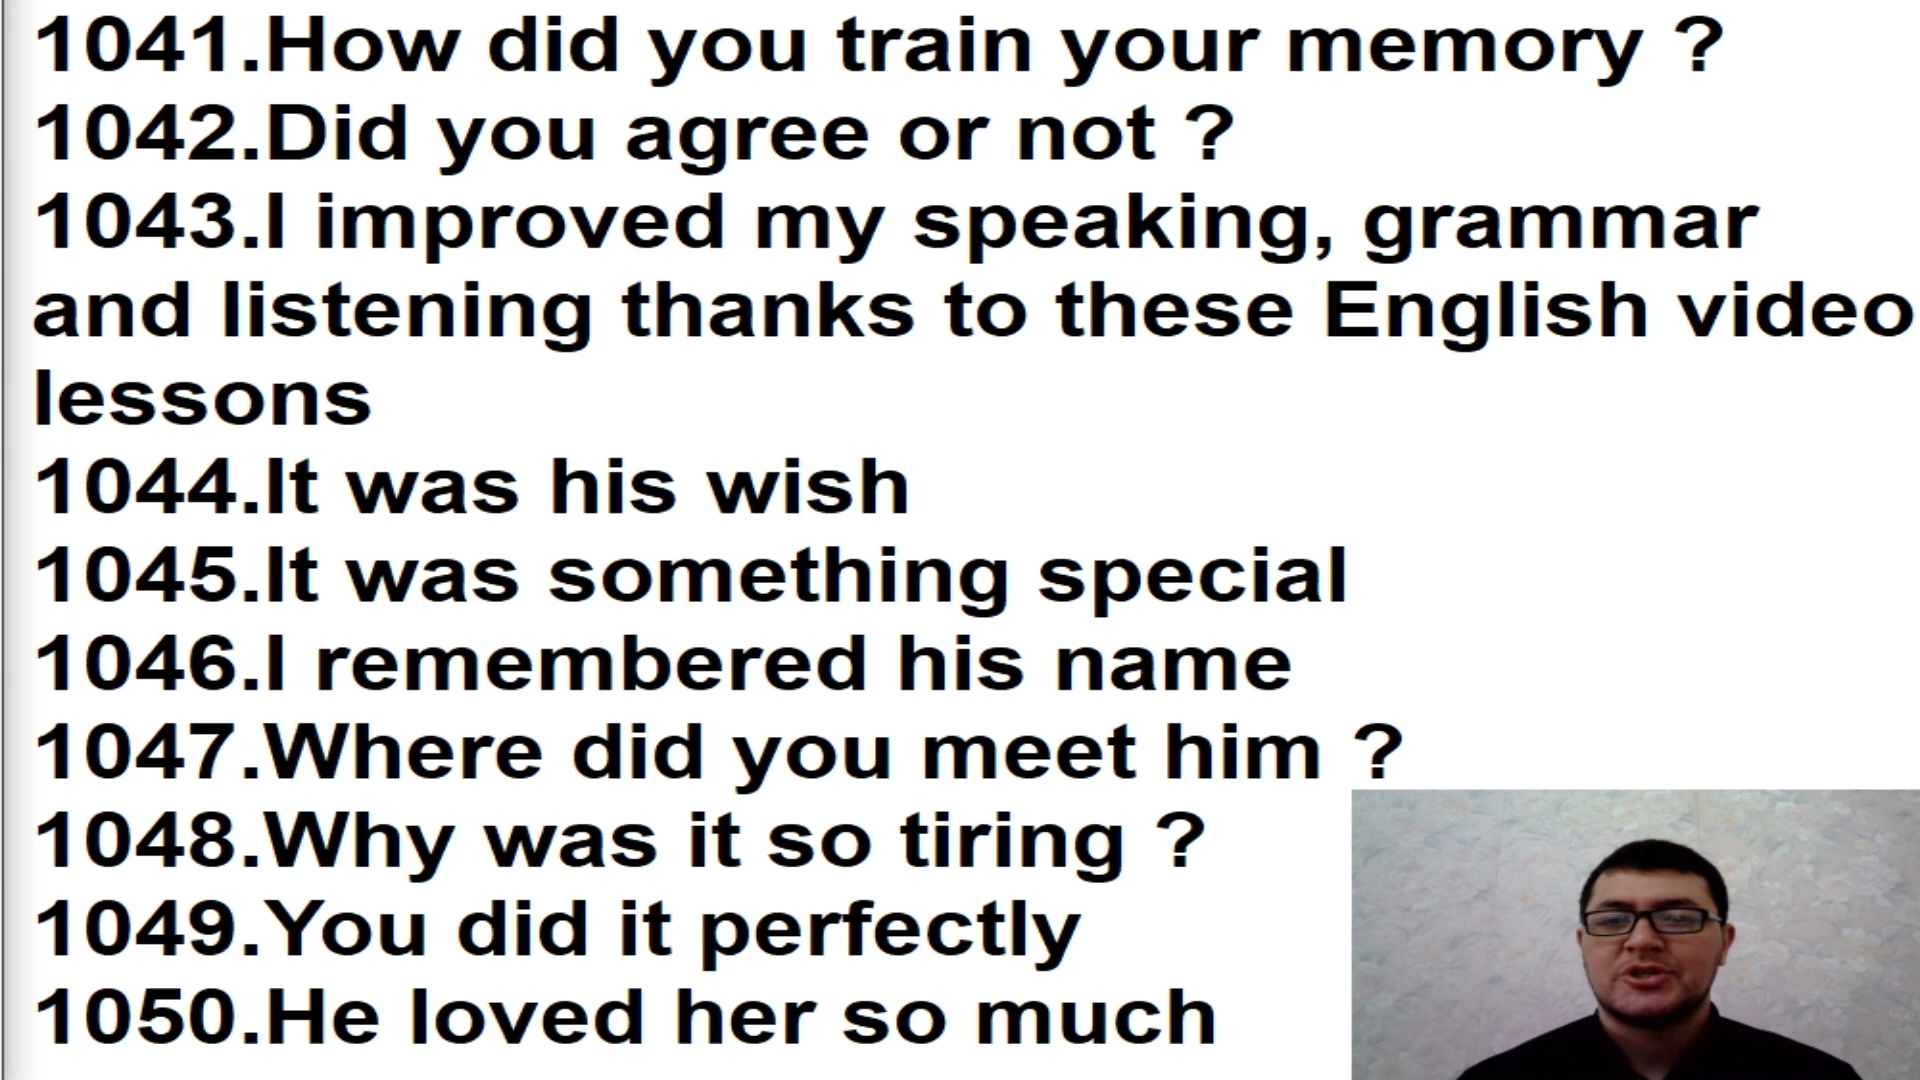 1041.How did you train your memory ?
1042.Did you agree or not ?
1043.I improved my speaking, grammar
and listening thanks to these English video
lessons
1044.It was his wish
1045.It was something special
1046.I remembered his name
1047.Where did you meet him ?
1048.Why was it so tiring ?
1049.You did it perfectly
1050.He loved her so much